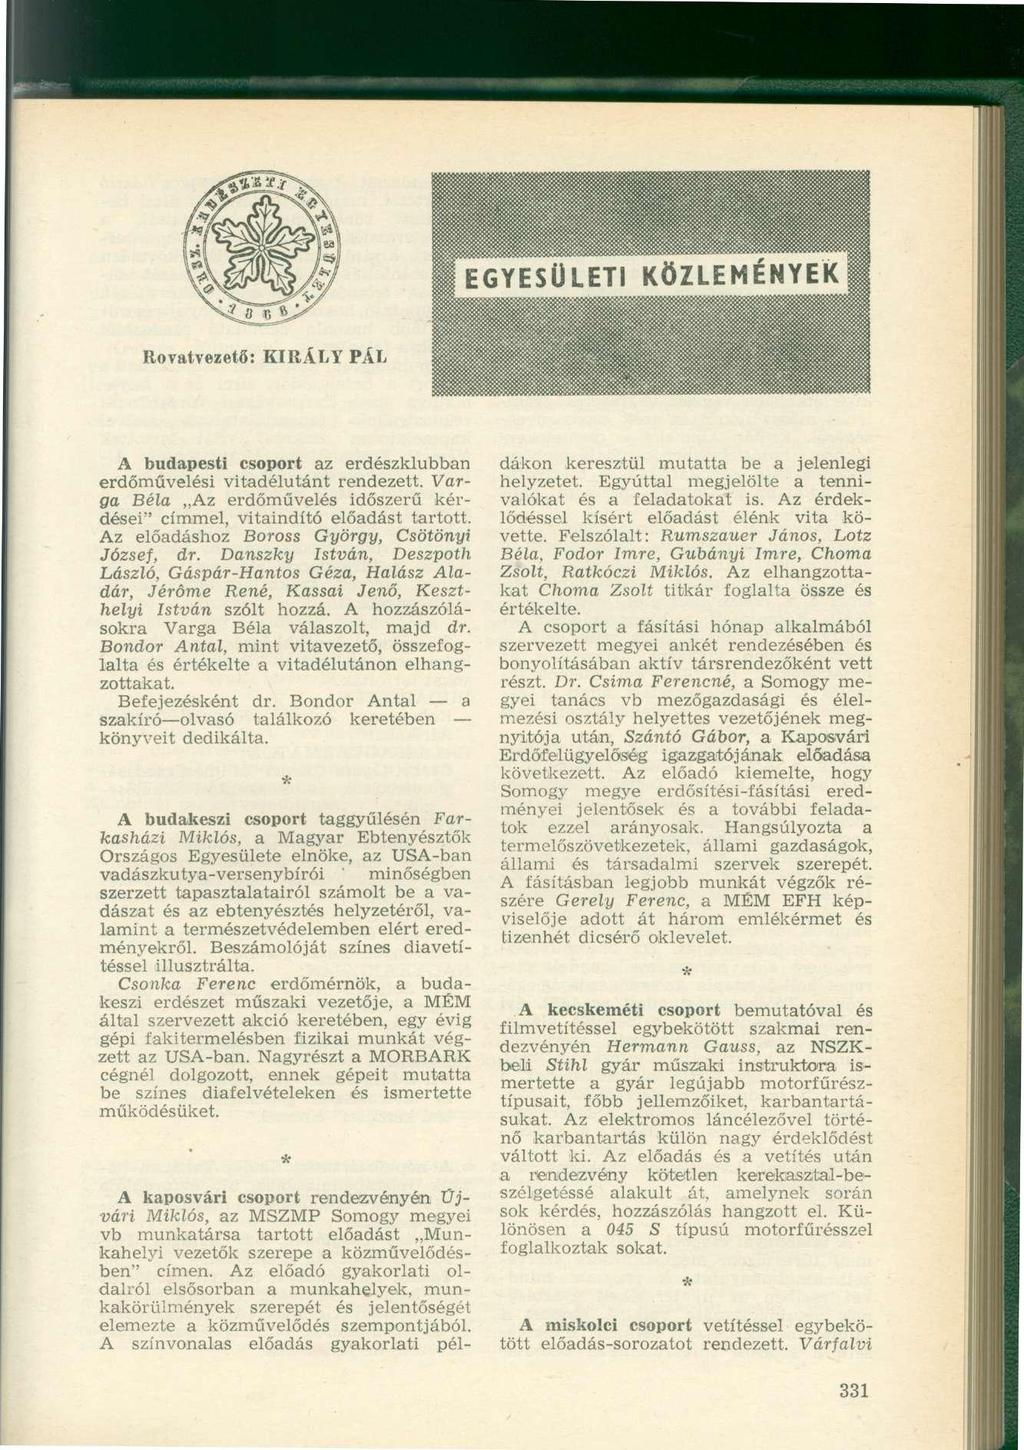 ORSZ. ERDÉSZETI EGYESÜLET
1866
EGYESÜLETI KÖZLEMÉNYEK
Rovatvezető: KIRÁLY PÁL
A budapesti csoport az erdészklubban
erdőművelési vitadélutánt rendezett. Var-
ga Béla „Az erdőművelés időszerű kér-
dései” címmel, vitaindító előadást tartott.
Az előadáshoz Boross György, Csötönyi
József, dr. Danszky István, Deszpoth
László, Gáspár-Hantos Géza, Halász Ala-
dár, Jérôme René, Kassai Jenő, Keszt-
helyi István szólt hozzá. A hozzászólá-
sokra Varga Béla válaszolt, majd dr.
Bondor Antal, mint vitavezető, összefog-
lalta és értékelte a vitadélutánon elhang-
zottakat.
Befejezésként dr. Bondor Antal — a
szakíró—olvasó találkozó keretében —
könyveit dedikálta.
*
A budakeszi csoport taggyűlésén Far-
kasházi Miklós, a Magyar Ebtenyésztők
Országos Egyesülete elnöke, az USA-ban
vadászkutya-versenybírói minőségben
szerzett tapasztalatairól számolt be a va-
dászat és az ebtenyésztés helyzetéről, va-
lamint a természetvédelemben elért ered-
ményekről. Beszámolóját színes diavetí-
téssel illusztrálta.
Csonka Ferenc erdőmérnök, a buda-
keszi erdészet műszaki vezetője, a MÉM
által szervezett akció keretében, egy évig
gépi fakitermelésben fizikai munkát vég-
zett az USA-ban. Nagyrészt a MORBARK
cégnél dolgozott, ennek gépeit mutatta
be színes diafelvételeken és ismertette
működésüket.
*
A kaposvári csoport rendezvényén Új-
vári Miklós, az MSZMP Somogy megyei
vb munkatársa tartott előadást „Mun-
kahelyi vezetők szerepe a közművelődés-
ben” címen. Az előadó gyakorlati ol-
dalról elsősorban a munkahelyek, mun-
kakörülmények szerepét és jelentőségét
elemezte a közművelődés szempontjából.
A színvonalas előadás gyakorlati pél-
dákon keresztül mutatta be a jelenlegi
helyzetet. Egyúttal megjelölte a tenni-
valókat és a feladatokat is. Az érdek-
lődéssel kísért előadást élénk vita kö-
vette. Felszólalt: Rumszauer János, Lotz
Béla, Fodor Imre, Gubányi Imre, Choma
Zsolt, Ratkóczi Miklós. Az elhangzotta-
kat Choma Zsolt titkár foglalta össze és
értékelte.
A csoport a fásítási hónap alkalmából
szervezett megyei ankét rendezésében és
bonyolításában aktív társrendezőként vett
részt. Dr. Csima Ferencné, a Somogy me-
gyei tanács vb mezőgazdasági és élel-
mezési osztály helyettes vezetőjének meg-
nyitója után, Szántó Gábor, a Kaposvári
Erdőfelügyelőség igazgatójának előadása
következett. Az előadó kiemelte, hogy
Somogy megye erdősítési-fásítási ered-
ményei jelentősek és a további felada-
tok ezzel arányosak. Hangsúlyozta a
termelőszövetkezetek, állami gazdaságok,
állami és társadalmi szervek szerepét.
A fásításban legjobb munkát végzők ré-
szére Gerely Ferenc, a MÉM EFH kép-
viselője adott át három emlékérmet és
tizenhét dicsérő oklevelet.
*
A kecskeméti csoport bemutatóval és
filmvetítéssel egybekötött szakmai ren-
dezvényén Hermann Gauss, az NSZK-
beli Stihl gyár műszaki instruktora is-
mertette a gyár legújabb motorfűrész-
típusait, főbb jellemzőiket, karbantartá-
sukat. Az elektromos láncélezővel törté-
nő karbantartás külön nagy érdeklődést
váltott ki. Az előadás és a vetítés után
a rendezvény kötetlen kerekasztal-be-
szélgetéssé alakult át, amelynek során
sok kérdés, hozzászólás hangzott el. Kü-
lönösen a 045 S típusú motorfűrésszel
foglalkoztak sokat.
*
A miskolci csoport vetítéssel egybekö-
tött előadás-sorozatot rendezett. Várfalvi
331